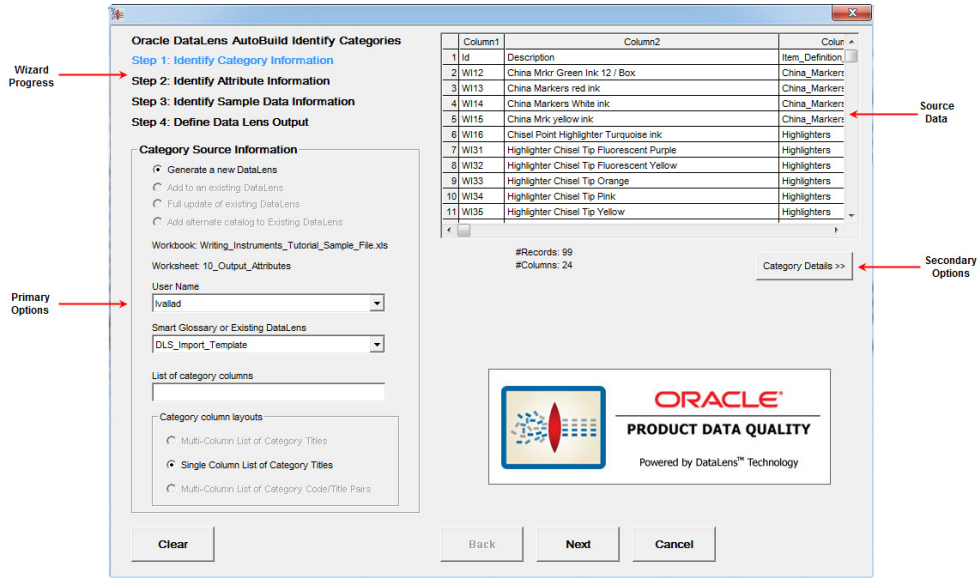 Oracle DataLens AutoBuild Identify Categories
Step 1: Identify Category Information
Step 2: Identify Attribute Information
Step 3: Identify Sample Data Information
Step 4: Define Data Lens Output
Wizard
Progress
Category Source Information
Generate a new DataLens
Add to an existing DataLens
Full update of existing DataLens
Add alternate catalog to Existing DataLens
Workbook: Writing_Instruments_Tutorial_Sample_File.xls
Worksheet: 10_Output_Attributes
Primary
Options
User Name
lvallad
Smart Glossary or Existing DataLens
DLS_Import_Template
List of category columns
Category column layouts
Multi-Column List of Category Titles
Single Column List of Category Titles
Multi-Column List of Category Code/Title Pairs
Column1 Column2 Colun
1 Id Description Item_Definition_
2 WI12 China Mrkr Green Ink 12 / Box China_Markers
3 WI13 China Markers red ink China_Markers
4 WI14 China Markers White ink China_Markers
5 WI15 China Mrk yellow ink China_Markers
6 WI16 Chisel Point Highlighter Turquoise ink Highlighters
7 WI31 Highlighter Chisel Tip Fluorescent Purple Highlighters
8 WI32 Highlighter Chisel Tip Fluorescent Yellow Highlighters
9 WI33 Highlighter Chisel Tip Orange Highlighters
10 WI34 Highlighter Chisel Tip Pink Highlighters
11 WI35 Highlighter Chisel Tip Yellow Highlighters
Source
Data
#Records: 99
#Columns: 24
Category Details >>
Secondary
Options
ORACLE®
PRODUCT DATA QUALITY
Powered by DataLens™ Technology
Clear
Back
Next
Cancel